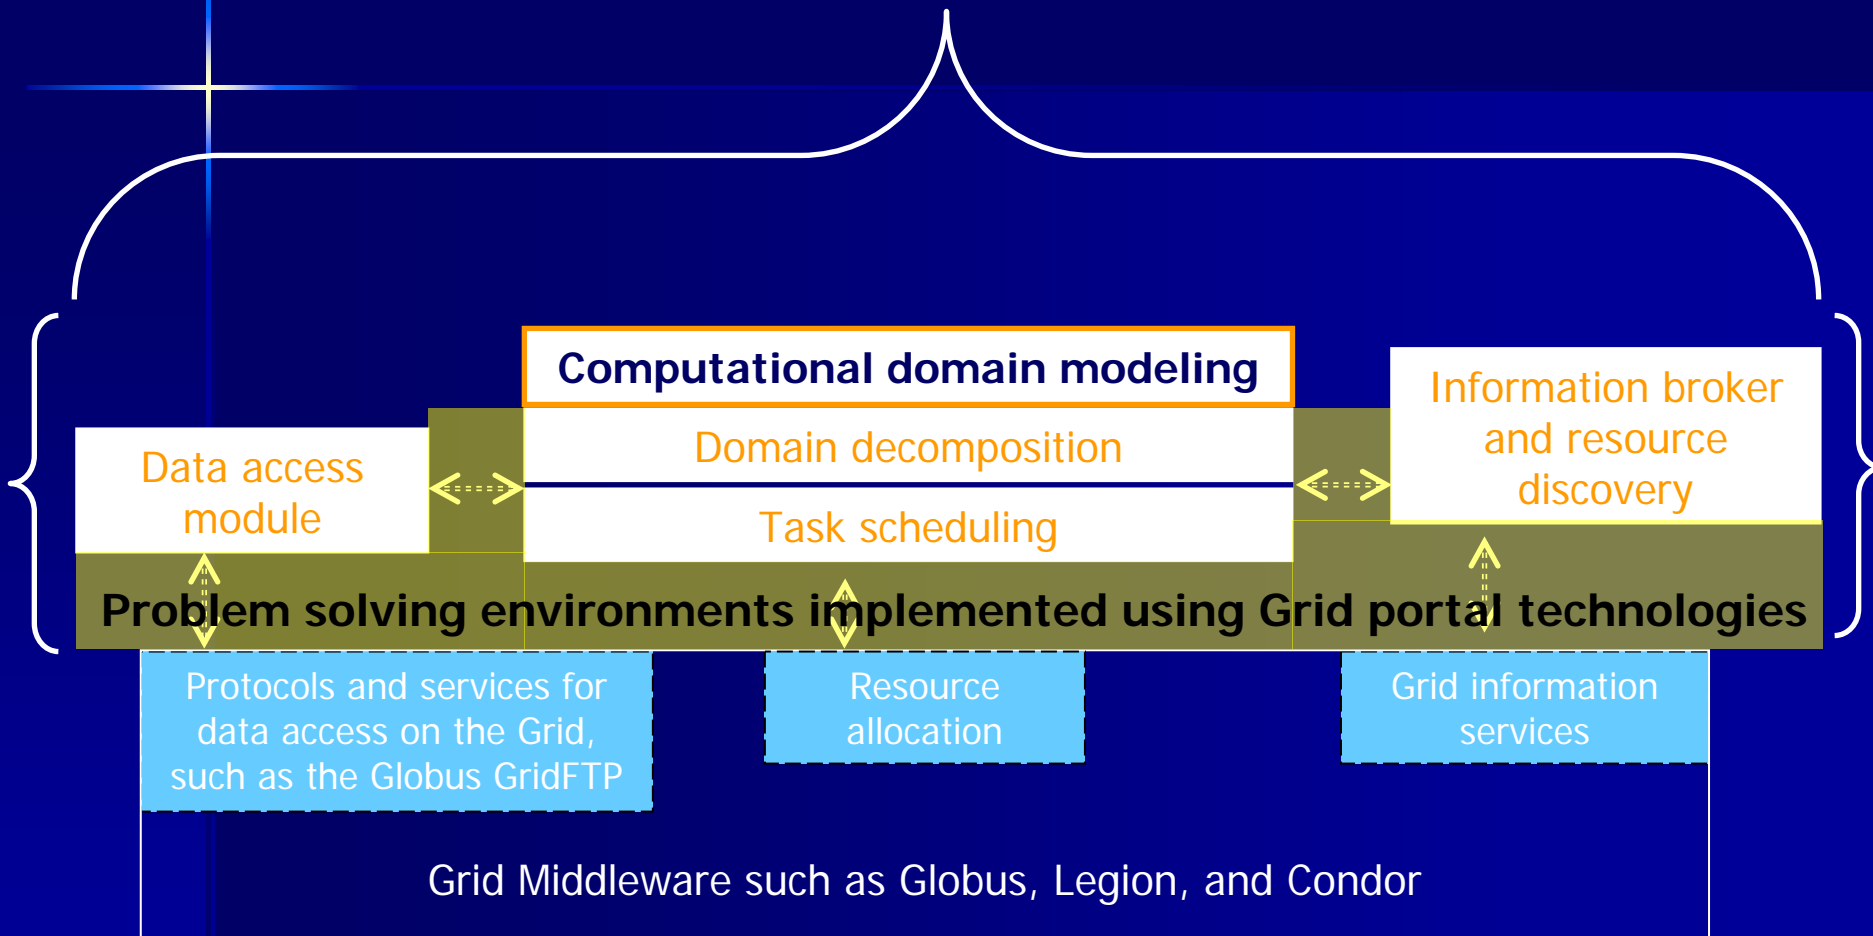 Computational domain modeling
Information broker
and resource
discovery
Domain decomposition
Data access
module
Task scheduling
Problem solving environments implemented using Grid portal technologies
Protocols and services for
data access on the Grid,
such as the Globus GridFTP
Resource
allocation
Grid information
services
Grid Middleware such as Globus, Legion, and Condor